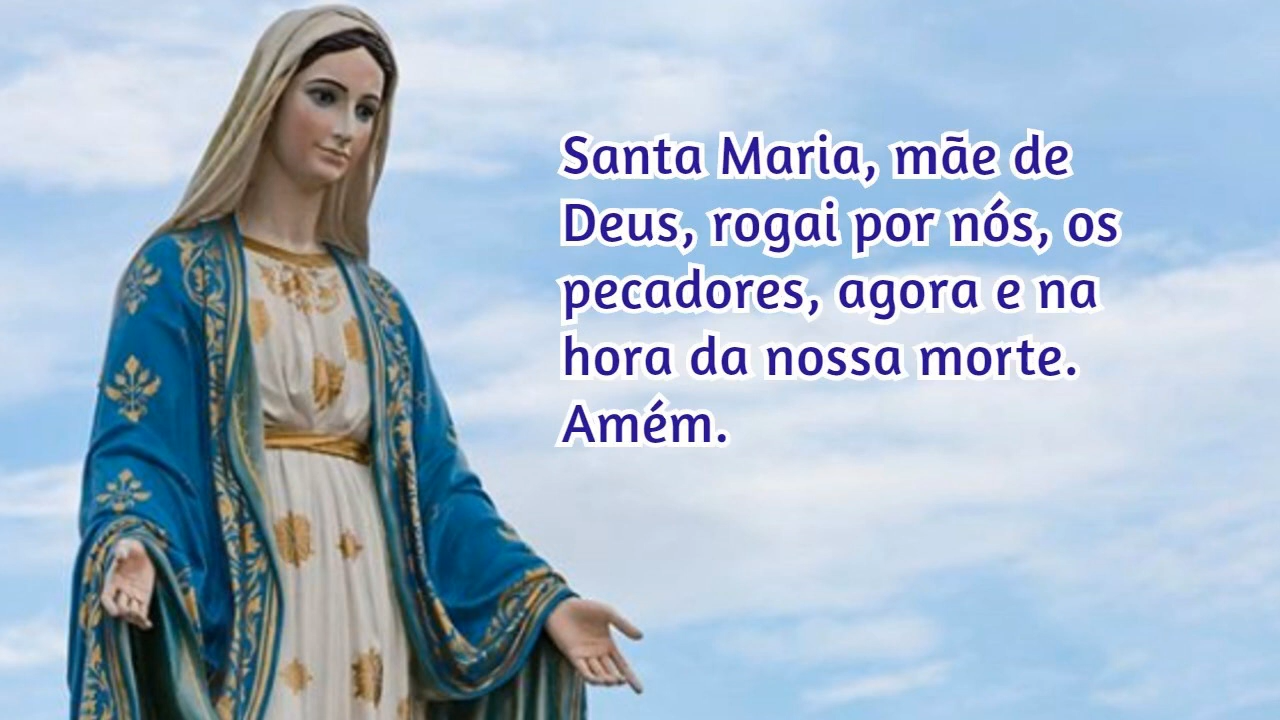 Santa Maria, mãe de
Deus, rogai por nós, os
pecadores, agora e na
hora da nossa morte.
Amém.